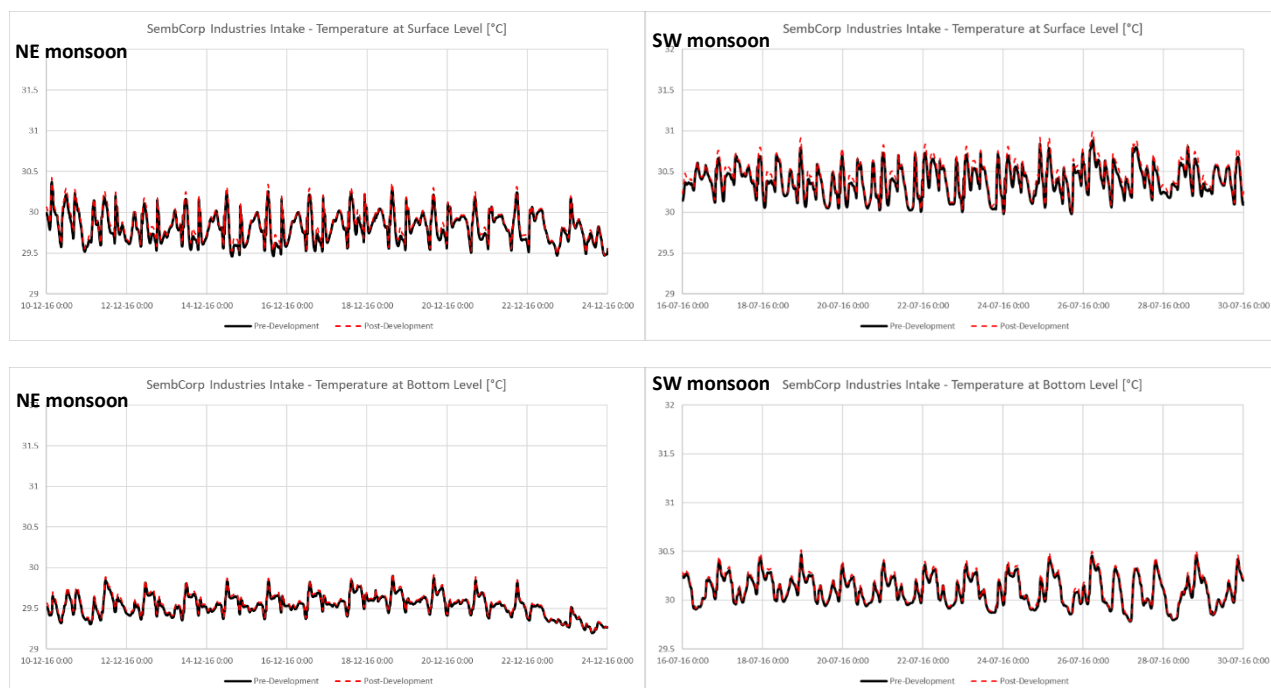 SembCorp Industries Intake - Temperature at Surface Level [°C]
NE monsoon
31.5
31
30.5
30
29.5
29
10-12-16 0:00 12-12-16 0:00 14-12-16 0:00 16-12-16 0:00 18-12-16 0:00 20-12-16 0:00 22-12-16 0:00 24-12-16 0:00
Pre-Development Post-Development
SembCorp Industries Intake - Temperature at Surface Level [°C]
SW monsoon
32
31.5
31
30.5
30
29.5
29
16-07-16 0:00 18-07-16 0:00 20-07-16 0:00 22-07-16 0:00 24-07-16 0:00 26-07-16 0:00 28-07-16 0:00 30-07-16 0:00
Pre-Development Post-Development
SembCorp Industries Intake - Temperature at Bottom Level [°C]
NE monsoon
31.5
31
30.5
30
29.5
29
10-12-16 0:00 12-12-16 0:00 14-12-16 0:00 16-12-16 0:00 18-12-16 0:00 20-12-16 0:00 22-12-16 0:00 24-12-16 0:00
Pre-Development Post-Development
SW monsoon SembCorp Industries Intake - Temperature at Bottom Level [°C]
32
31.5
31
30.5
30
29.5
16-07-16 0:00 18-07-16 0:00 20-07-16 0:00 22-07-16 0:00 24-07-16 0:00 26-07-16 0:00 28-07-16 0:00 30-07-16 0:00
Pre-Development Post-Development